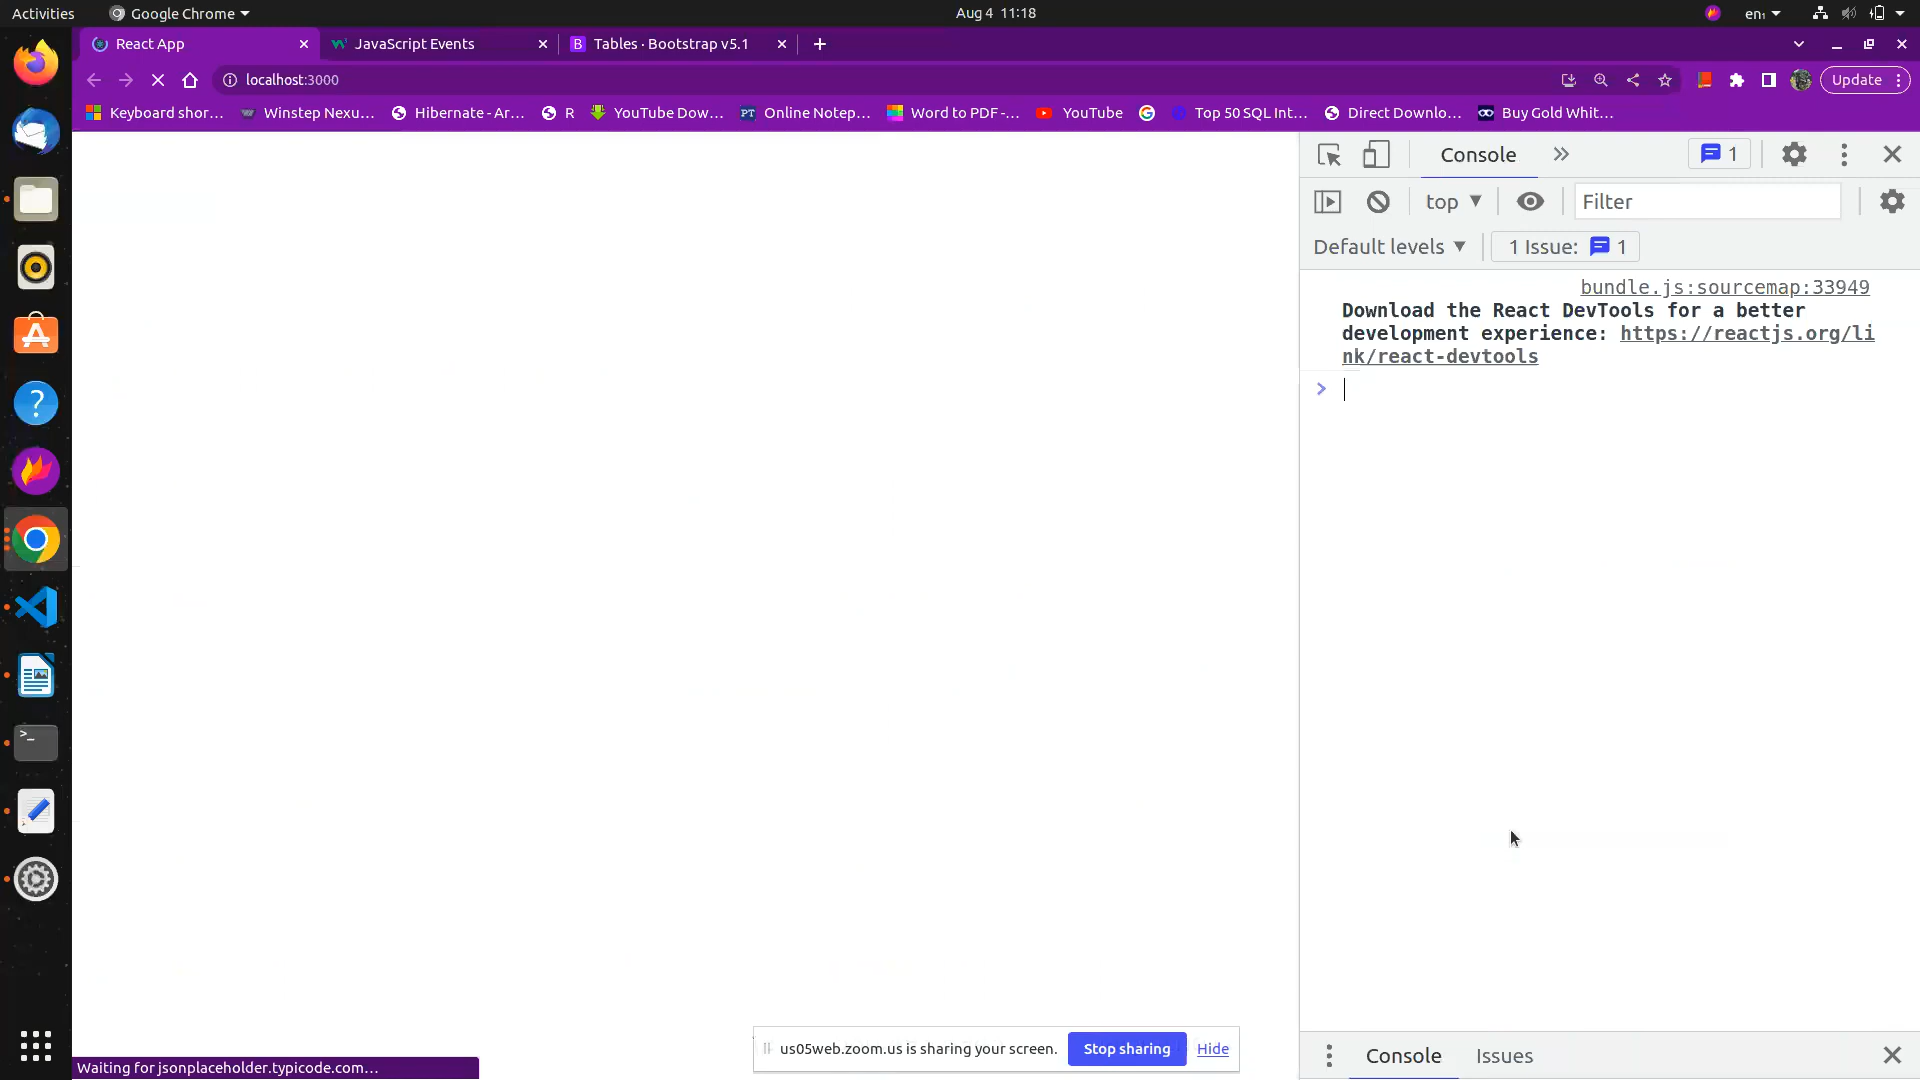 Activities
Google Chrome
Aug 4 11:18
en₁
React App
JavaScript Events
B
Tables · Bootstrap v5.1
localhost:3000
Update
Keyboard shor…
Winstep Nexu…
Hibernate - Ar…
R
YouTube Dow…
PT
Online Notep…
Word to PDF -…
YouTube
Top 50 SQL Int…
Direct Downlo…
Buy Gold Whit…
Console
1
top
Filter
Default levels
1 Issue:
1
bundle.js:sourcemap:33949
Download the React DevTools for a better
development experience: https://reactjs.org/li
nk/react-devtools
us05web.zoom.us is sharing your screen.
Stop sharing
Hide
Console
Issues
Waiting for jsonplaceholder.typicode.com…